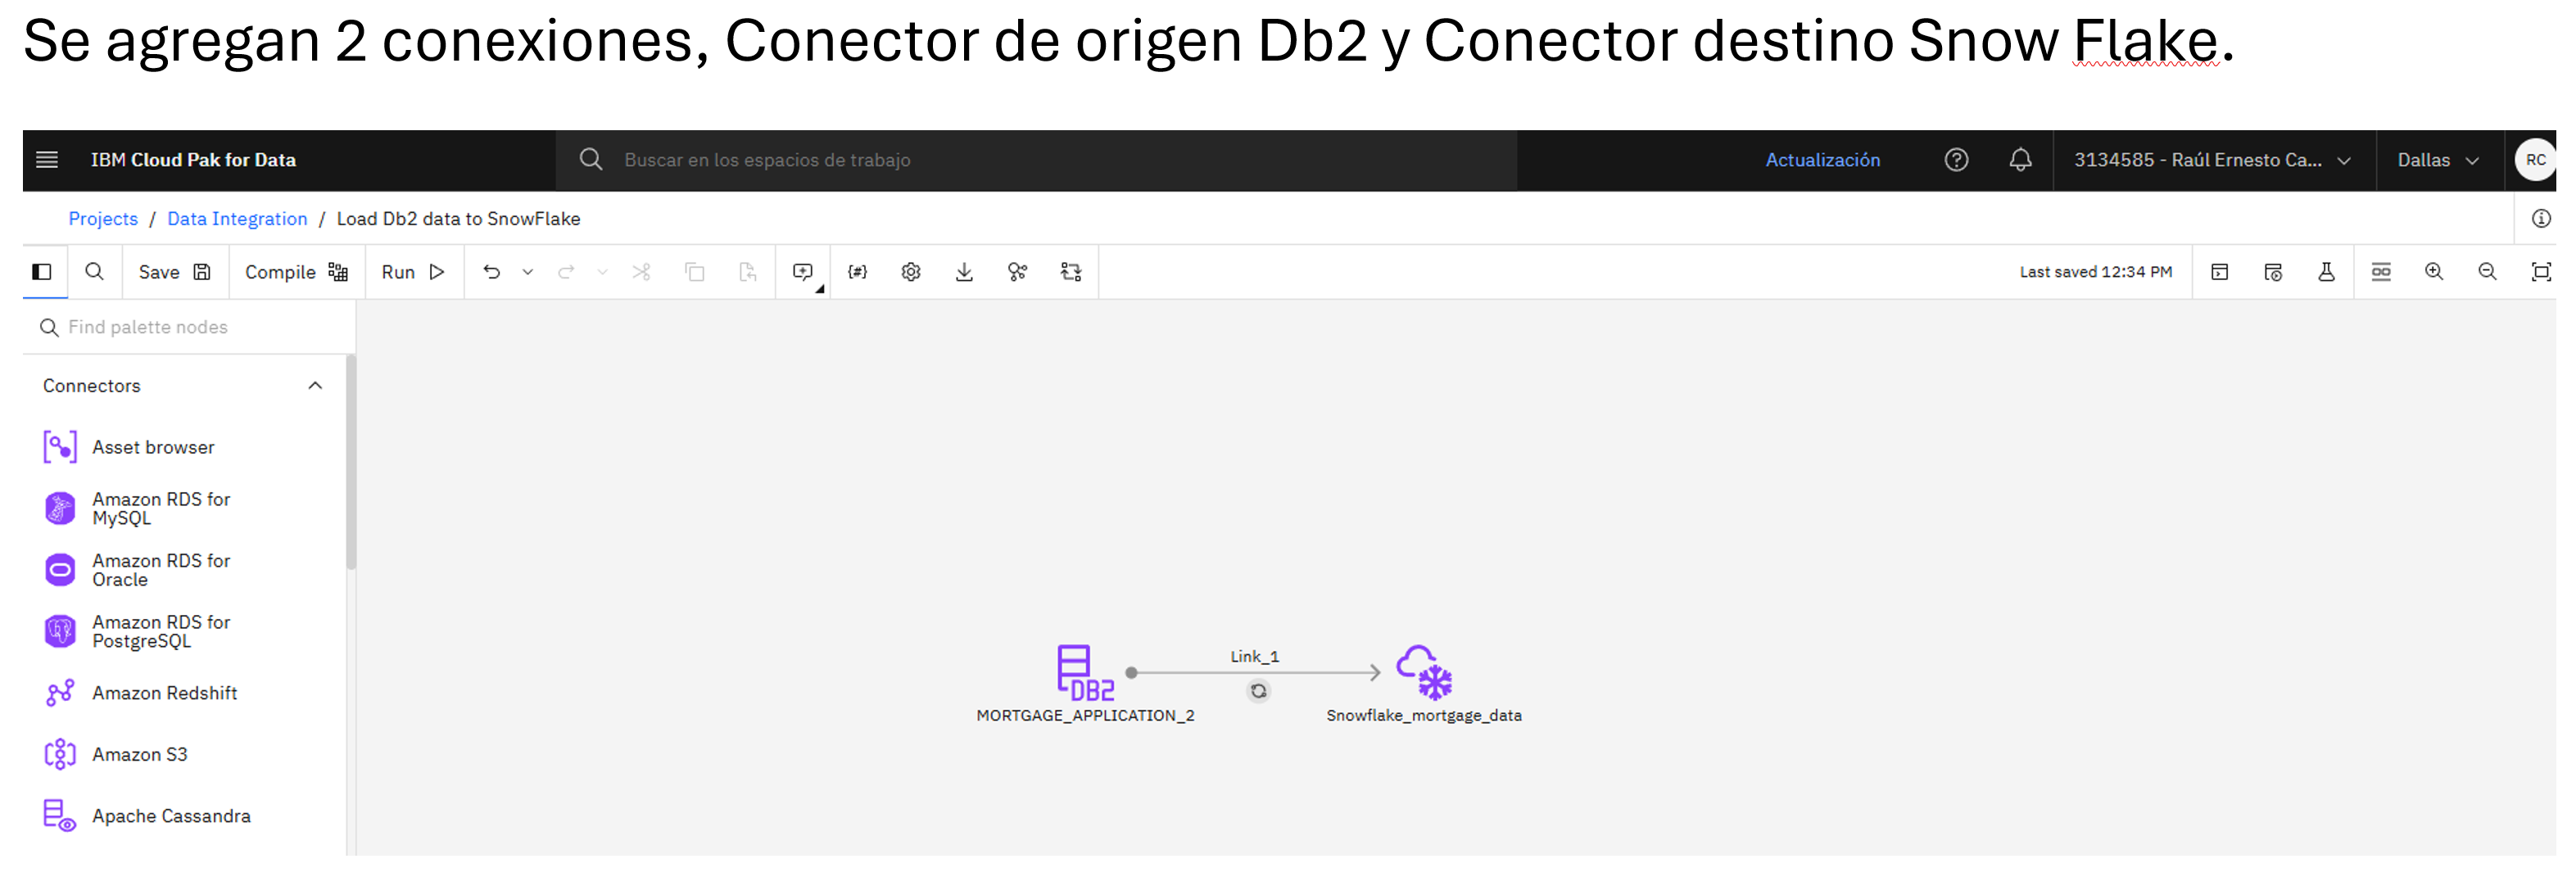 Se agregan 2 conexiones, Conector de origen Db2 y Conector destino Snow Flake.
IBM Cloud Pak for Data
Buscar en los espacios de trabajo
Actualización
3134585 - Raúl Ernesto Ca...
Dallas
RC
Projects / Data Integration / Load Db2 data to SnowFlake
Save
Compile
Run
Last saved 12:34 PM
Find palette nodes
Connectors
Asset browser
Amazon RDS for
MySQL
Amazon RDS for
Oracle
Amazon RDS for
PostgreSQL
Amazon Redshift
Amazon S3
Apache Cassandra
Link_1
DB2
MORTGAGE_APPLICATION_2
Snowflake_mortgage_data